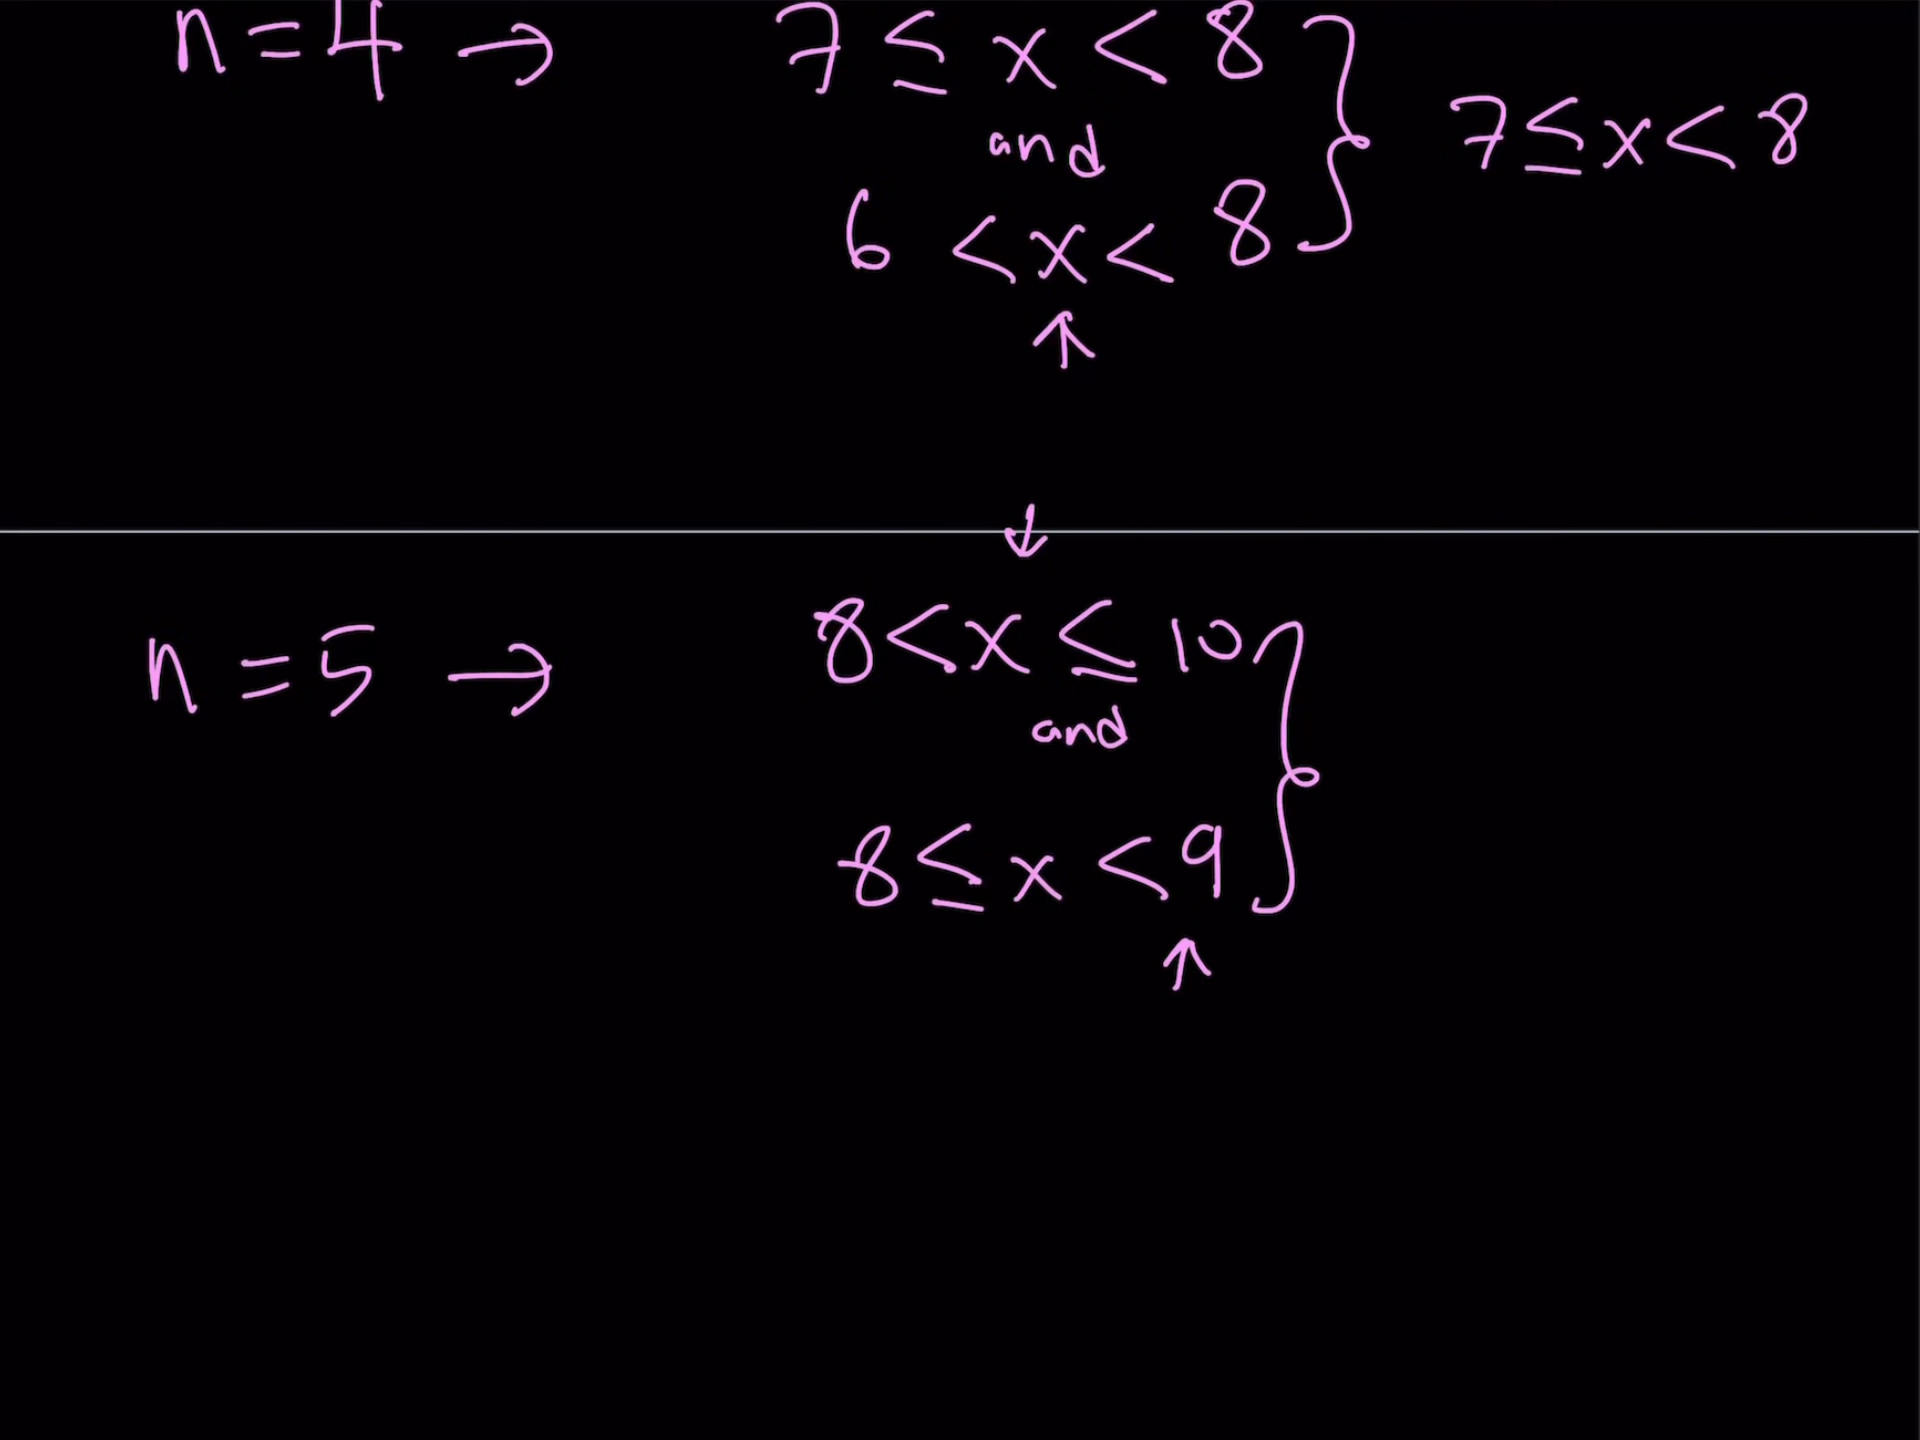 n = 4 → 7 ≤ x < 8
and
6 < x < 8
↑
7 ≤ x < 8
↓
n = 5 → 8 < x ≤ 10
and
8 ≤ x < 9
↑